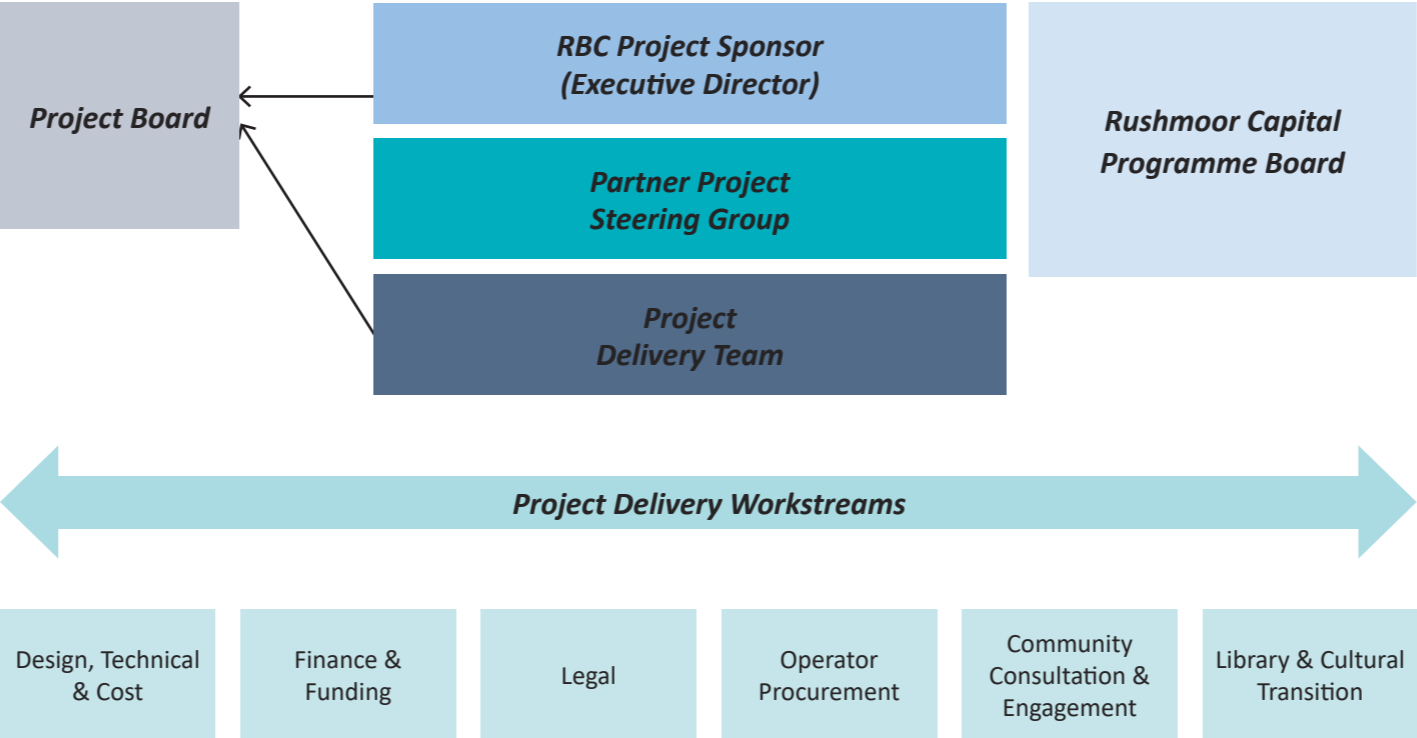 Project Board
RBC Project Sponsor
(Executive Director)
Partner Project
Steering Group
Project
Delivery Team
Rushmoor Capital
Programme Board
Project Delivery Workstreams
Design, Technical
& Cost
Finance &
Funding
Legal
Operator
Procurement
Community
Consultation &
Engagement
Library & Cultural
Transition